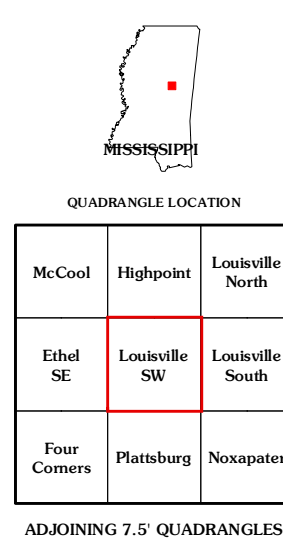 MISSISSIPPI
QUADRANGLE LOCATION
McCool
Highpoint
Louisville
North
Ethel
SE
Louisville
SW
Louisville
South
Four
Corners
Plattsburg
Noxapater
ADJOINING 7.5' QUADRANGLES